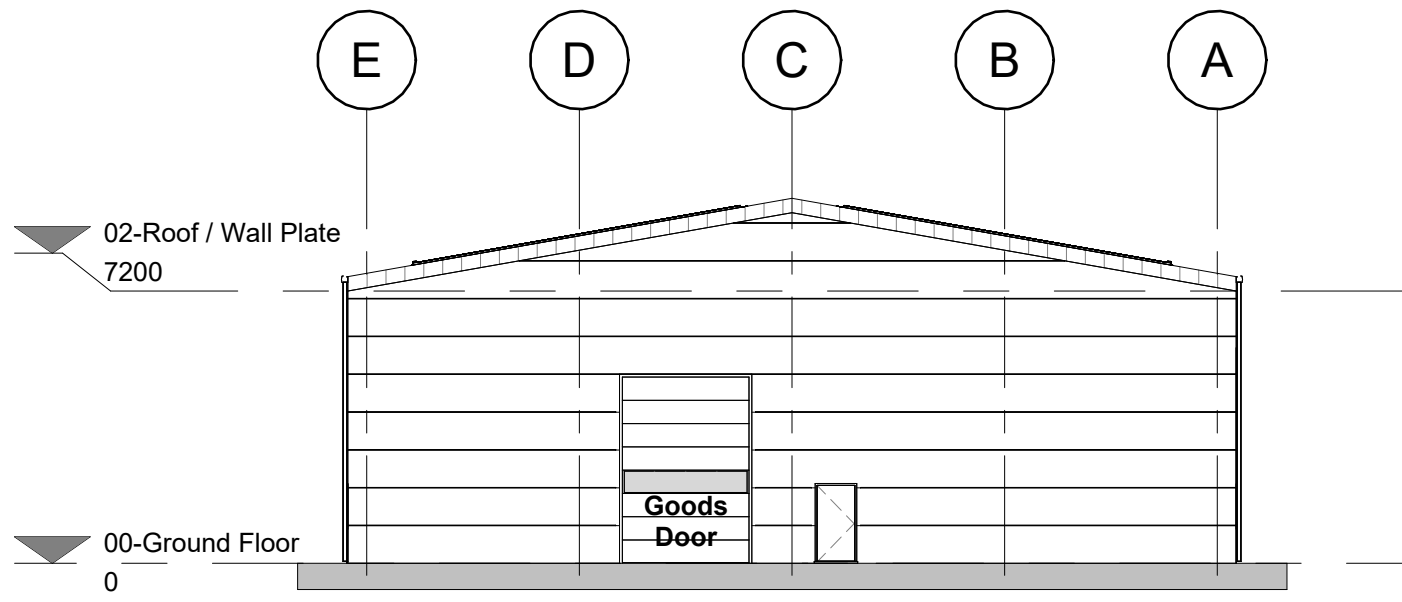 E D C B A
02-Roof / Wall Plate
7200
Goods
Door
00-Ground Floor
0